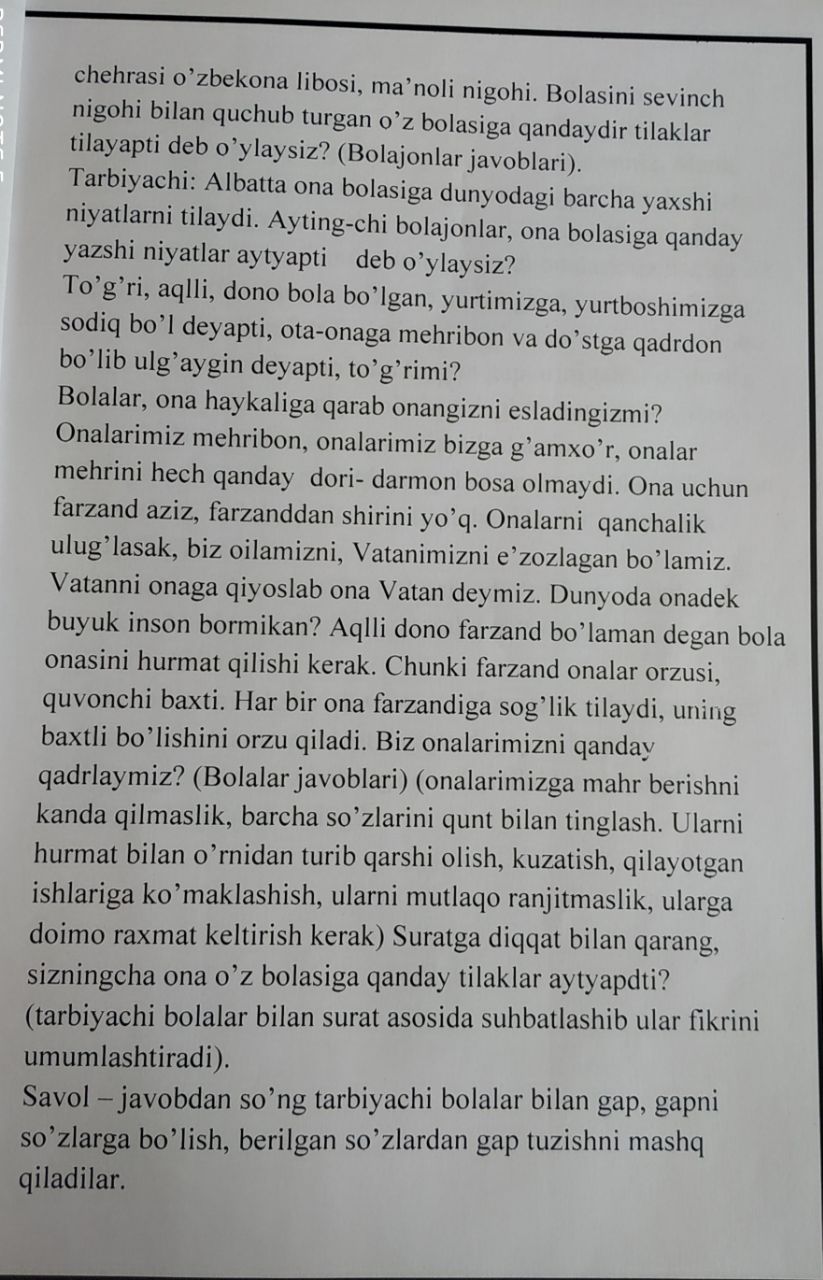 chehrasi o’zbekona libosi, ma’noli nigohi. Bolasini sevinch
nigohi bilan quchub turgan o’z bolasiga qandaydir tilaklar
tilayapti deb o’ylaysiz? (Bolajonlar javoblari).
Tarbiyachi: Albatta ona bolasiga dunyodagi barcha yaxshi
niyatlarni tilaydi. Ayting-chi bolajonlar, ona bolasiga qanday
yazshi niyatlar aytyapti deb o’ylaysiz?
To’g’ri, aqlli, dono bola bo’lgan, yurtimizga, yurtboshimizga
sodiq bo’l deyapti, ota-onaga mehribon va do’stga qadrdon
bo’lib ulg’aygin deyapti, to’g’rimi?
Bolalar, ona haykaliga qarab onangizni esladingizmi?
Onalarimiz mehribon, onalarimiz bizga g’amxo’r, onalar
mehrini hech qanday dori- darmon bosa olmaydi. Ona uchun
farzand aziz, farzanddan shirini yo’q. Onalarni qanchalik
ulug’lasak, biz oilamizni, Vatanimizni e’zozlagan bo’lamiz.
Vatanni onaga qiyoslab ona Vatan deymiz. Dunyoda onadek
buyuk inson bormikan? Aqlli dono farzand bo’laman degan bola
onasini hurmat qilishi kerak. Chunki farzand onalar orzusi,
quvonchi baxti. Har bir ona farzandiga sog’lik tilaydi, uning
baxtli bo’lishini orzu qiladi. Biz onalarimizni qanday
qadrlaymiz? (Bolalar javoblari) (onalarimizga mahr berishni
kanda qilmaslik, barcha so’zlarini qunt bilan tinglash. Ularni
hurmat bilan o’rnidan turib qarshi olish, kuzatish, qilayotgan
ishlariga ko’maklashish, ularni mutlaqo ranjitmaslik, ularga
doimo raxmat keltirish kerak) Suratga diqqat bilan qarang,
sizningcha ona o’z bolasiga qanday tilaklar aytyapdti?
(tarbiyachi bolalar bilan surat asosida suhbatlashib ular fikrini
umumlashtiradi).
Savol – javobdan so’ng tarbiyachi bolalar bilan gap, gapni
so’zlarga bo’lish, berilgan so’zlardan gap tuzishni mashq
qiladilar.